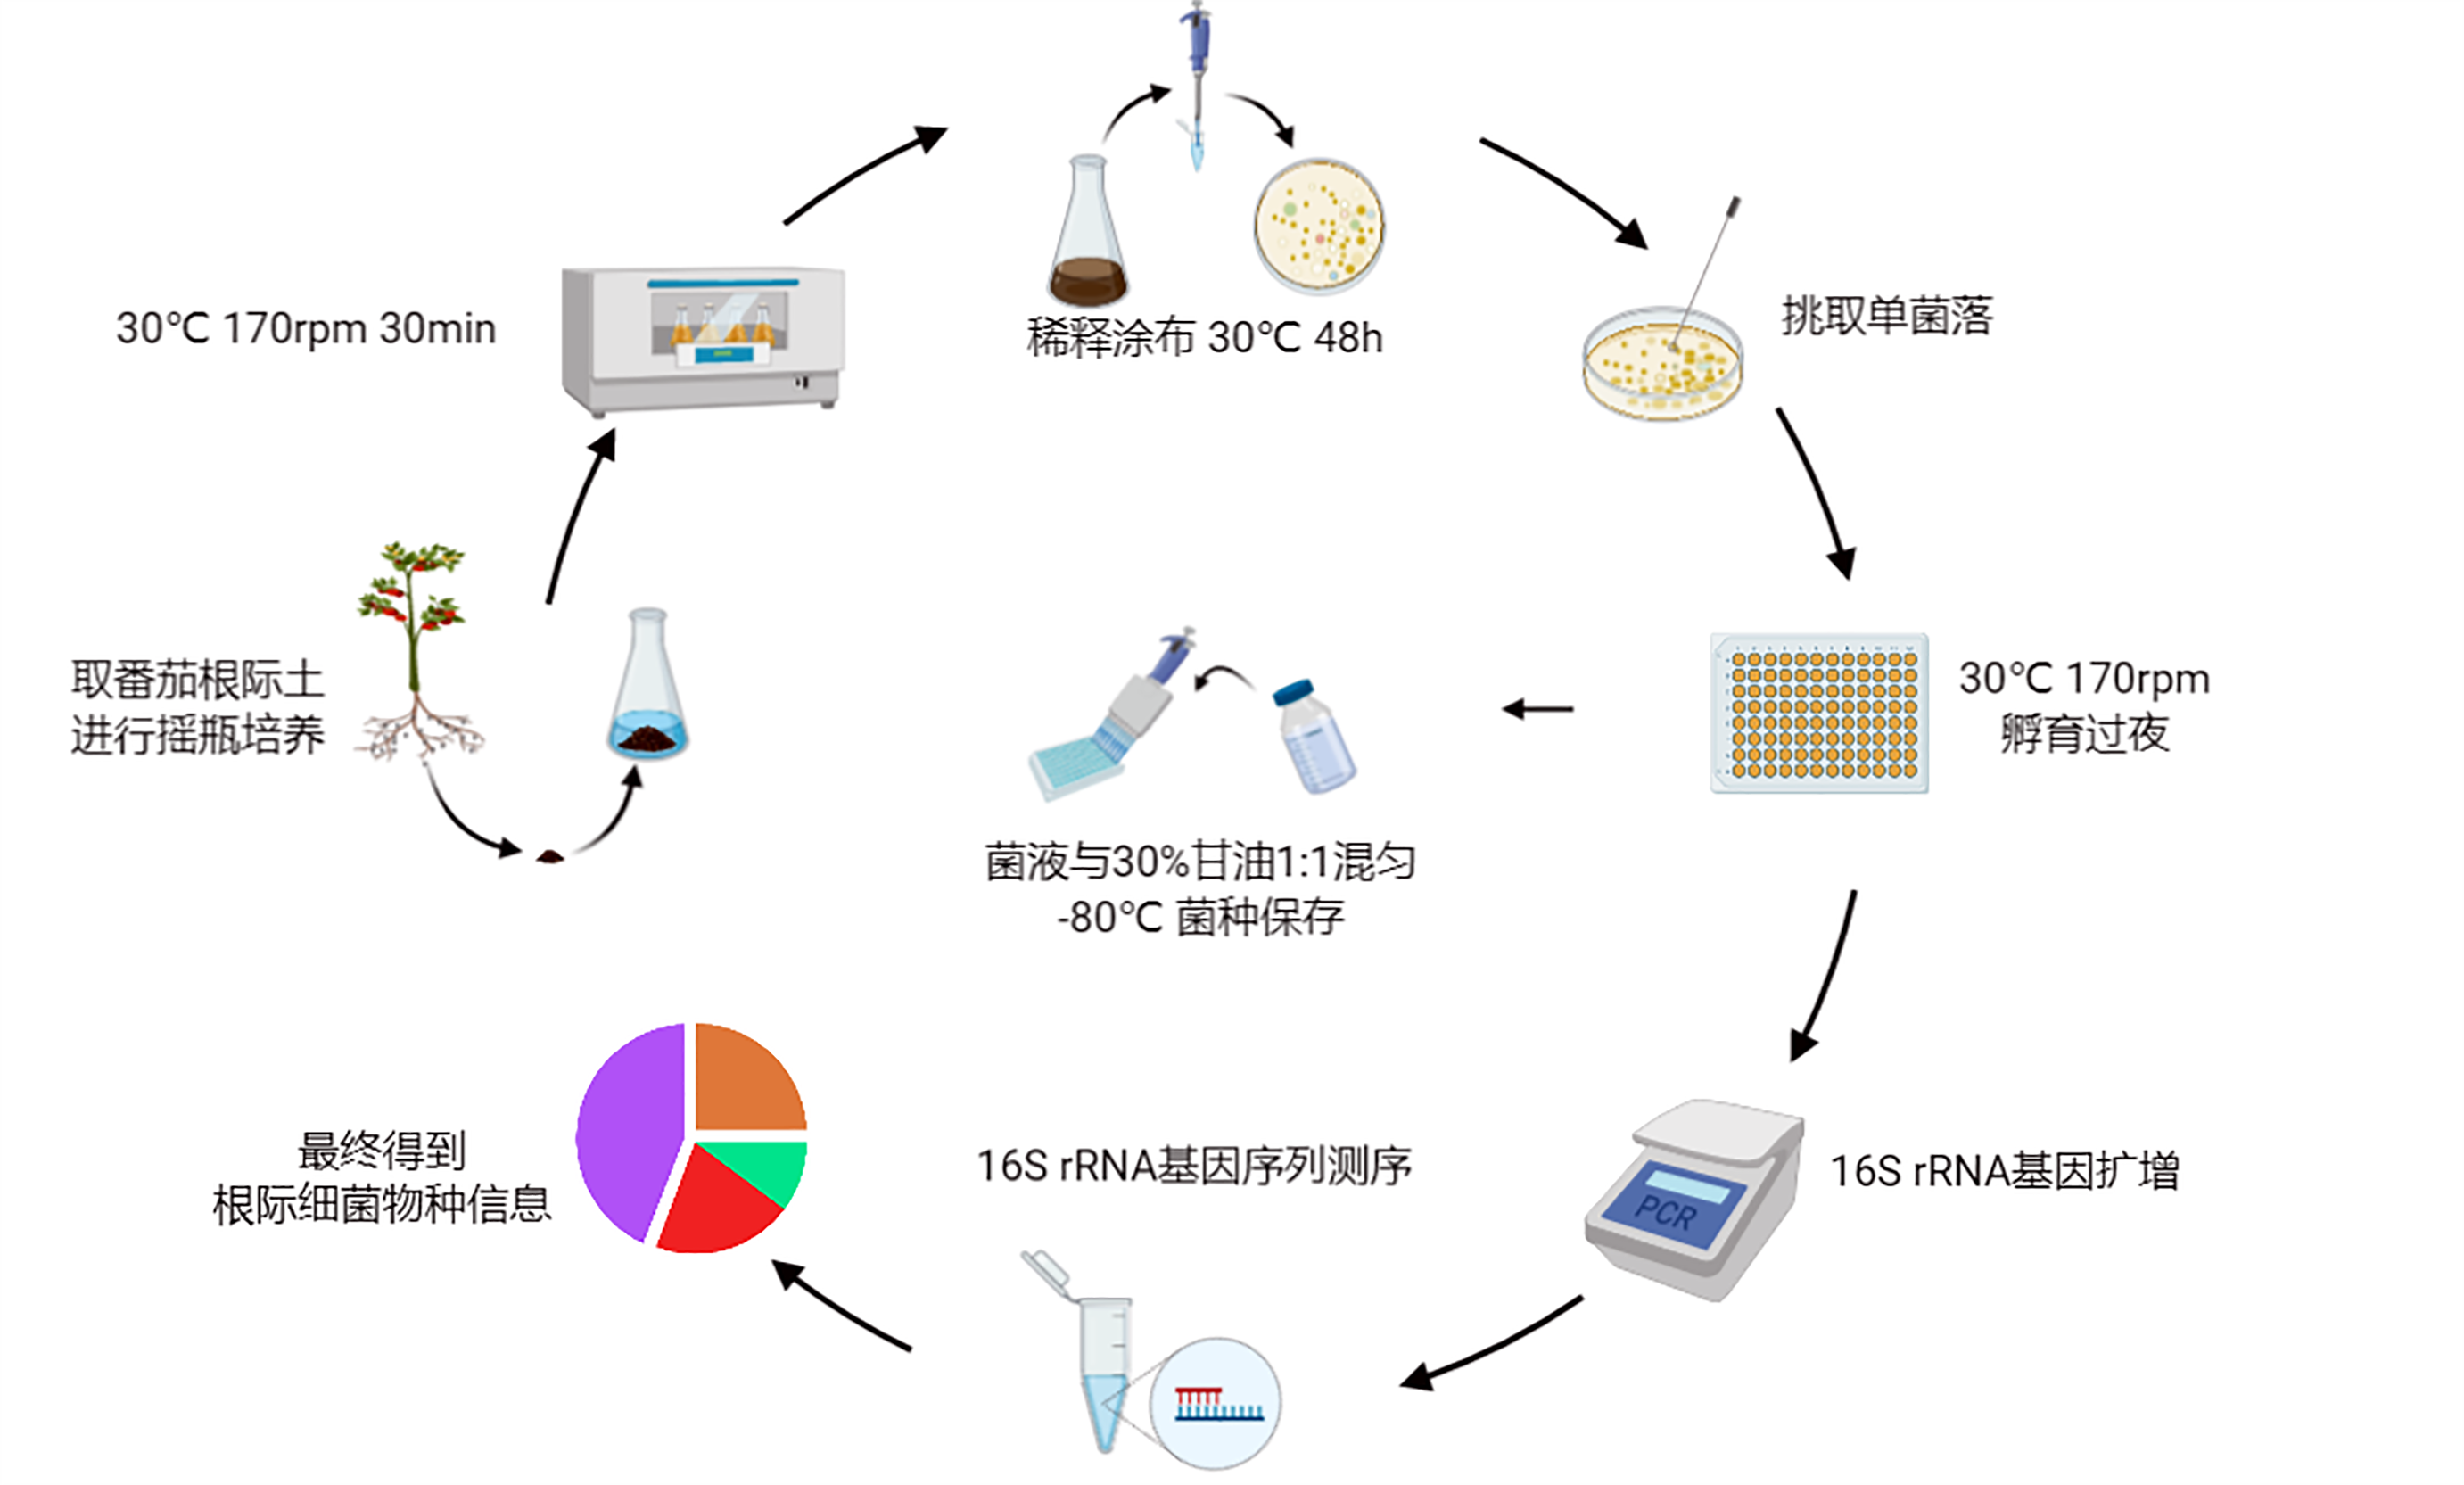 取番茄根际土
进行摇瓶培养
30℃ 170rpm 30min
稀释涂布 30℃ 48h
挑取单菌落
30℃ 170rpm
孵育过夜
菌液与30%甘油1:1混匀
-80℃ 菌种保存
PCR
16S rRNA基因扩增
16S rRNA基因序列测序
最终得到
根际细菌物种信息